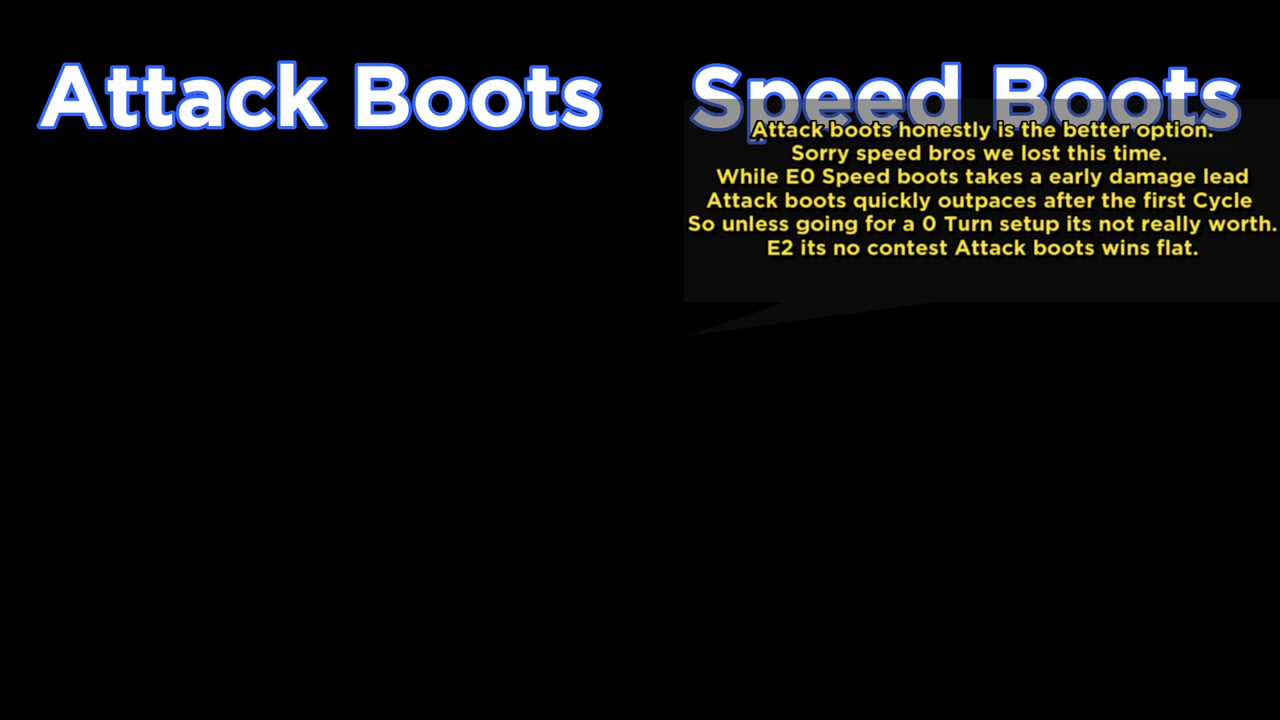 Attack Boots
Speed Boots
Attack boots honestly is the better option.
Sorry speed bros we lost this time.
While E0 Speed boots takes a early damage lead
Attack boots quickly outpaces after the first Cycle
So unless going for a 0 Turn setup its not really worth.
E2 its no contest Attack boots wins flat.